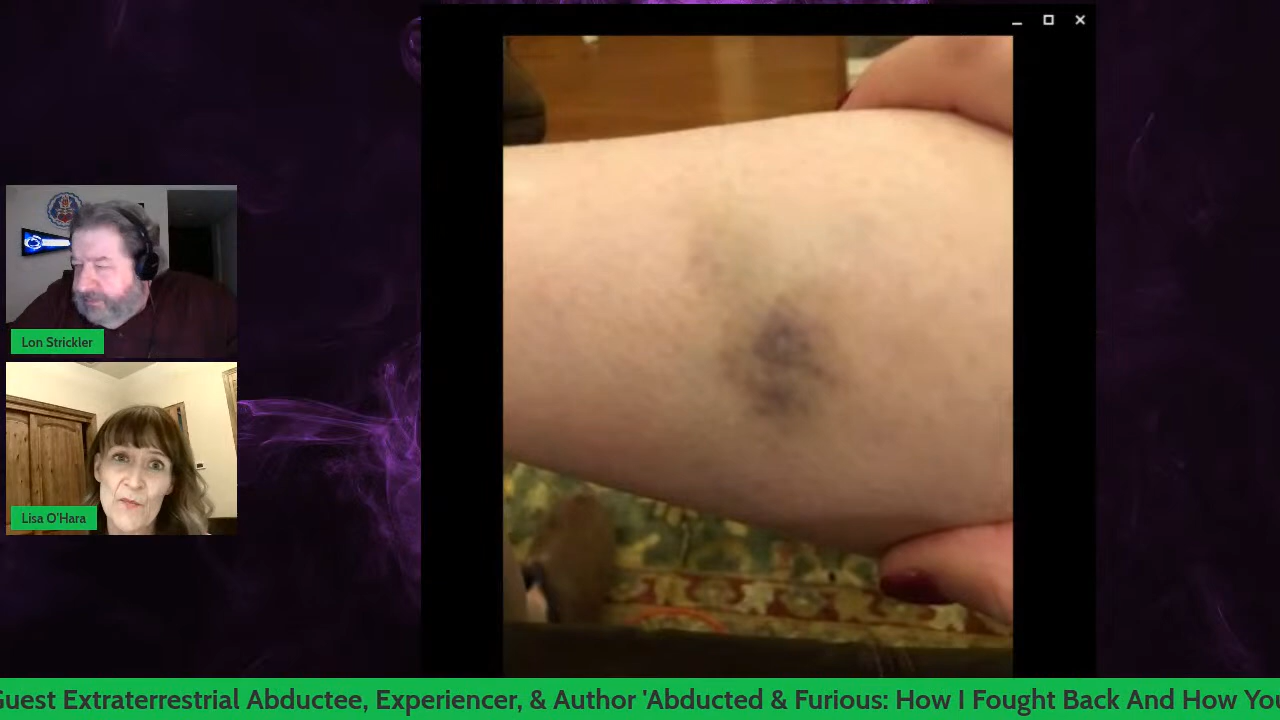 Lon Strickler
Lisa O'Hara
Guest Extraterrestrial Abductee, Experiencer, & Author 'Abducted & Furious: How I Fought Back And How You